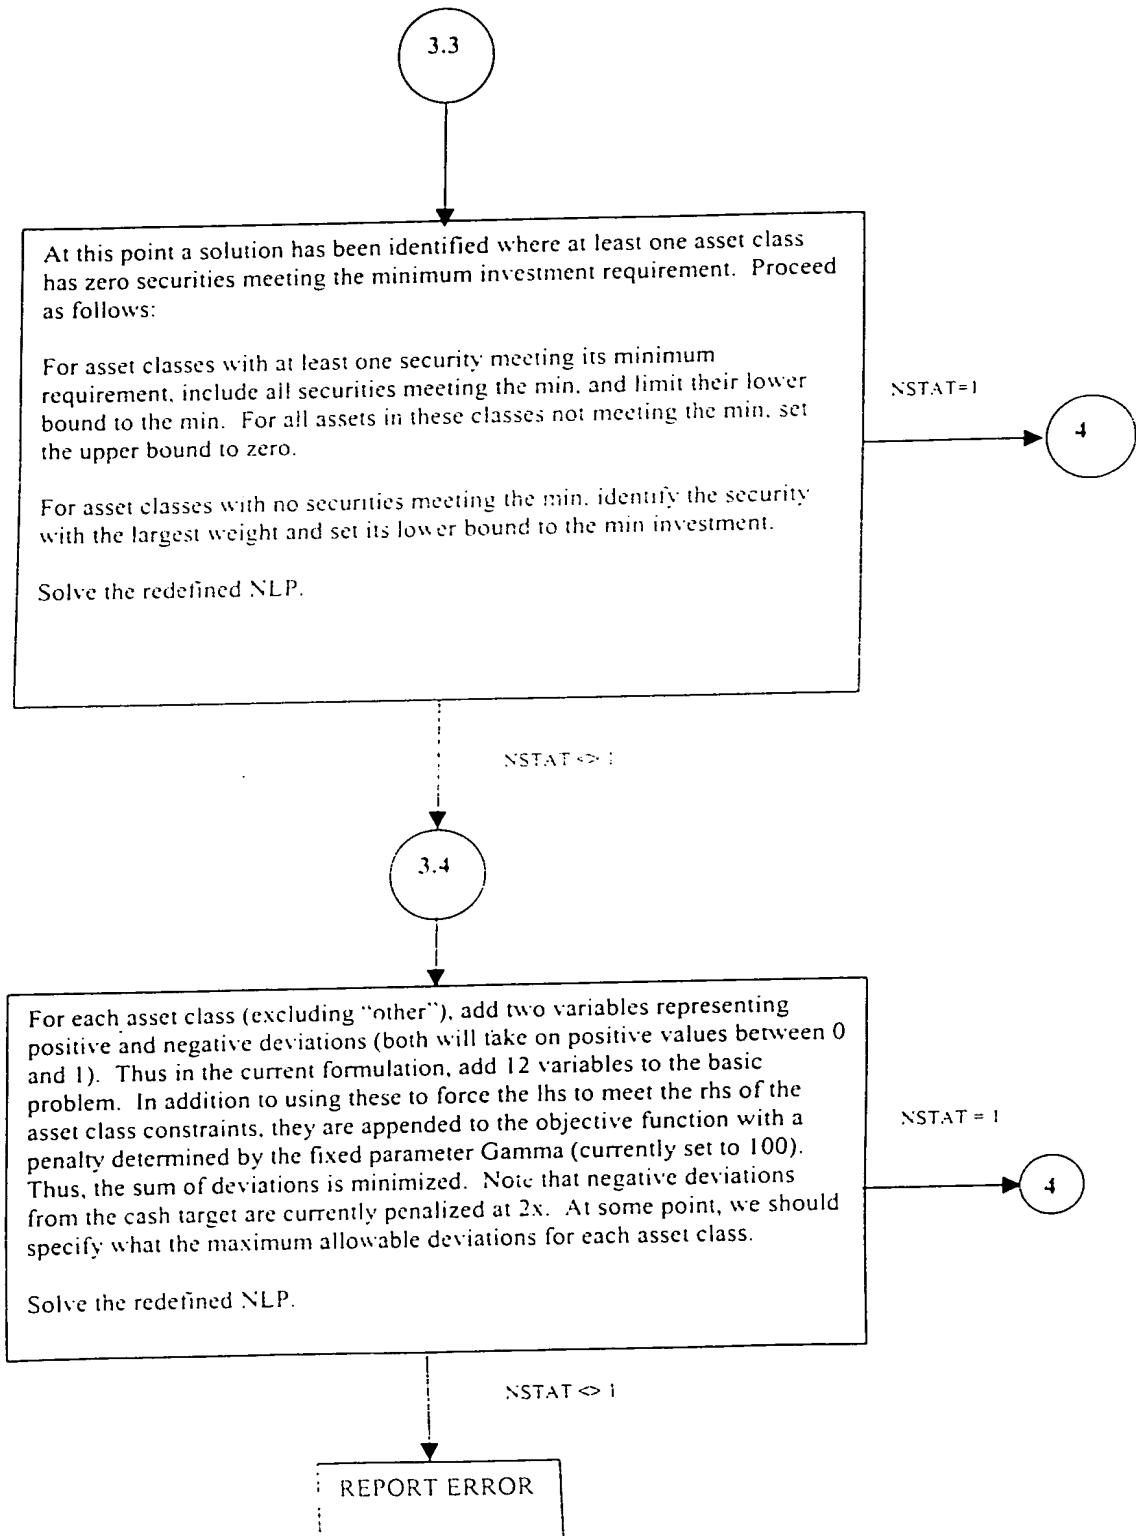 3.3
At this point a solution has been identified where at least one asset class
has zero securities meeting the minimum investment requirement. Proceed
as follows:
For asset classes with at least one security meeting its minimum
requirement, include all securities meeting the min. and limit their lower
bound to the min. For all assets in these classes not meeting the min. set
the upper bound to zero.
For asset classes with no securities meeting the min. identify the security
with the largest weight and set its lower bound to the min investment.
Solve the redefined NLP.
NSTAT=1
4
NSTAT <> 1
3.4
For each asset class (excluding "other"), add two variables representing
positive and negative deviations (both will take on positive values between 0
and 1). Thus in the current formulation, add 12 variables to the basic
problem. In addition to using these to force the lhs to meet the rhs of the
asset class constraints, they are appended to the objective function with a
penalty determined by the fixed parameter Gamma (currently set to 100).
Thus, the sum of deviations is minimized. Note that negative deviations
from the cash target are currently penalized at 2x. At some point, we should
specify what the maximum allowable deviations for each asset class.
Solve the redefined NLP.
NSTAT = 1
4
NSTAT <> 1
REPORT ERROR